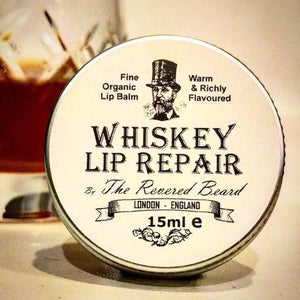 Fine Warm
Organic & Richly
Lip Balm Flavoured
WHISKEY
LIP REPAIR
By The Revered Beard
LONDON - ENGLAND
15ml e